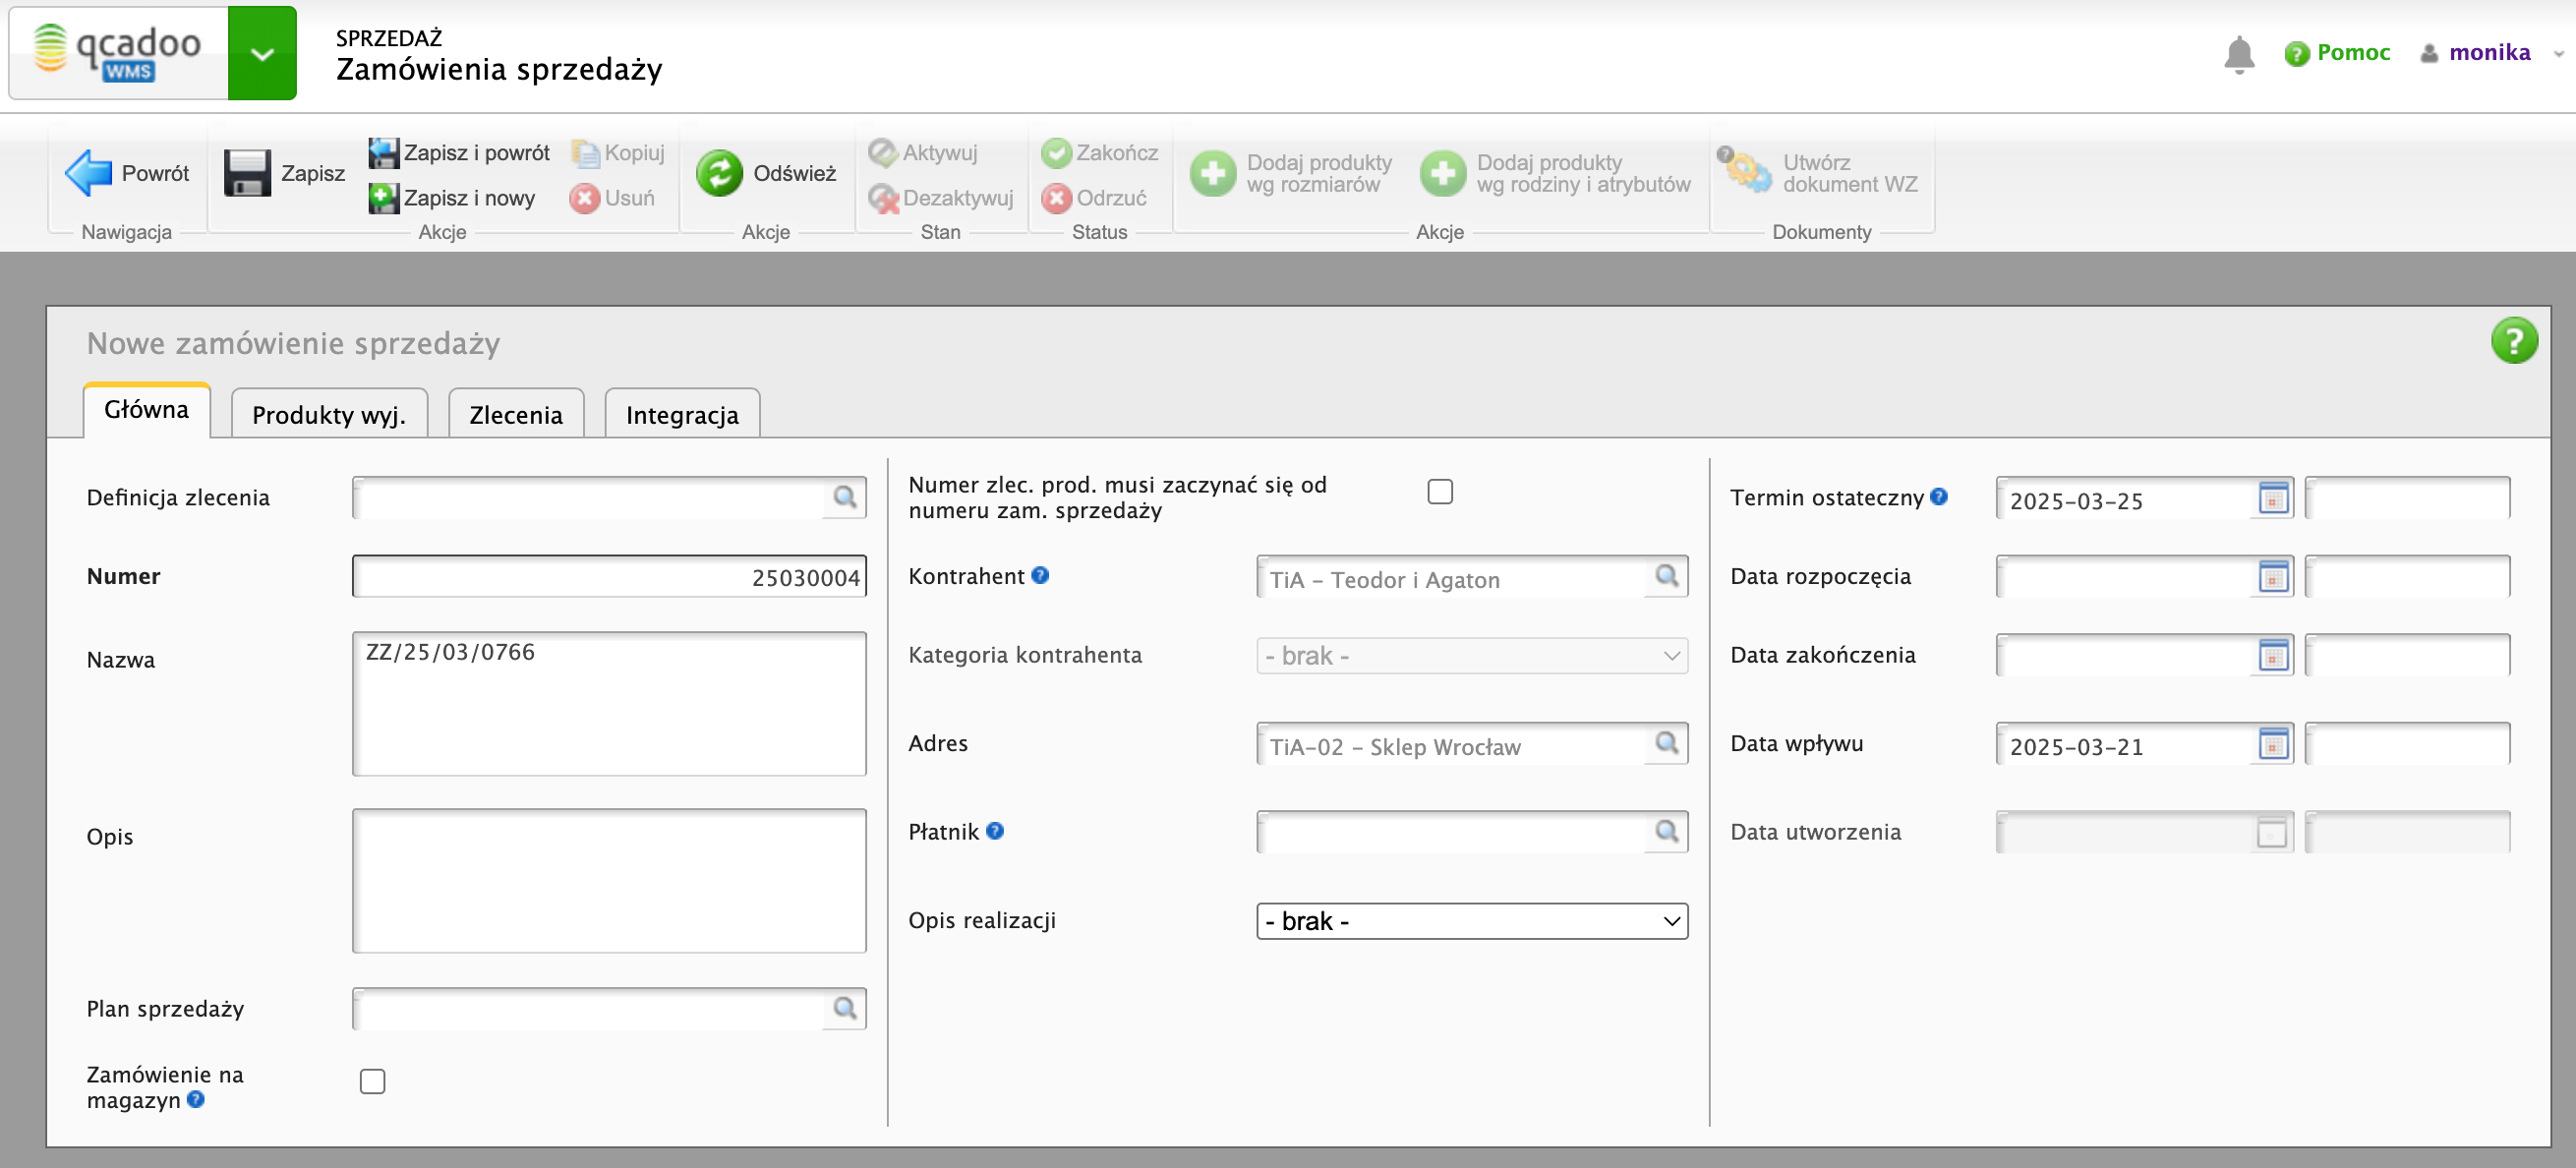 qcadoo
WMS
SPRZEDAŻ
Zamówienia sprzedaży
Pomoc
monika
Powrót
Nawigacja
Zapisz
Zapisz i powrót
Zapisz i nowy
Kopiuj
Usuń
Akcje
Odśwież
Akcje
Aktywuj
Dezaktywuj
Stan
Zakończ
Odrzuć
Status
Dodaj produkty
wg rozmiarów
Dodaj produkty
wg rodziny i atrybutów
Akcje
Utwórz
dokument WZ
Dokumenty
Nowe zamówienie sprzedaży
Główna
Produkty wyj.
Zlecenia
Integracja
Definicja zlecenia
Numer
25030004
Nazwa
ZZ/25/03/0766
Opis
Plan sprzedaży
Zamówienie na
magazyn
Numer zlec. prod. musi zaczynać się od
numeru zam. sprzedaży
Kontrahent
TiA - Teodor i Agaton
Kategoria kontrahenta
- brak -
Adres
TiA-02 - Sklep Wrocław
Płatnik
Opis realizacji
- brak -
Termin ostateczny
2025-03-25
Data rozpoczęcia
Data zakończenia
Data wpływu
2025-03-21
Data utworzenia